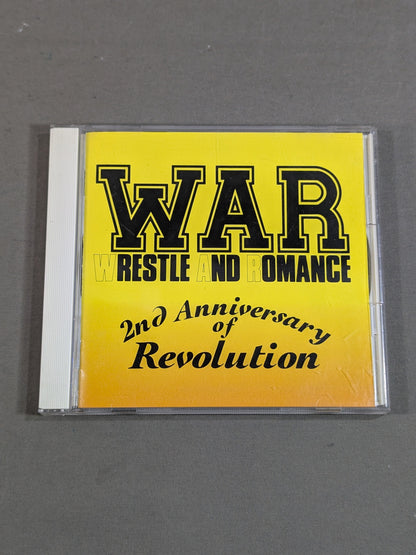 WAR
WRESTLE AND ROMANCE
2nd Anniversary
of
Revolution